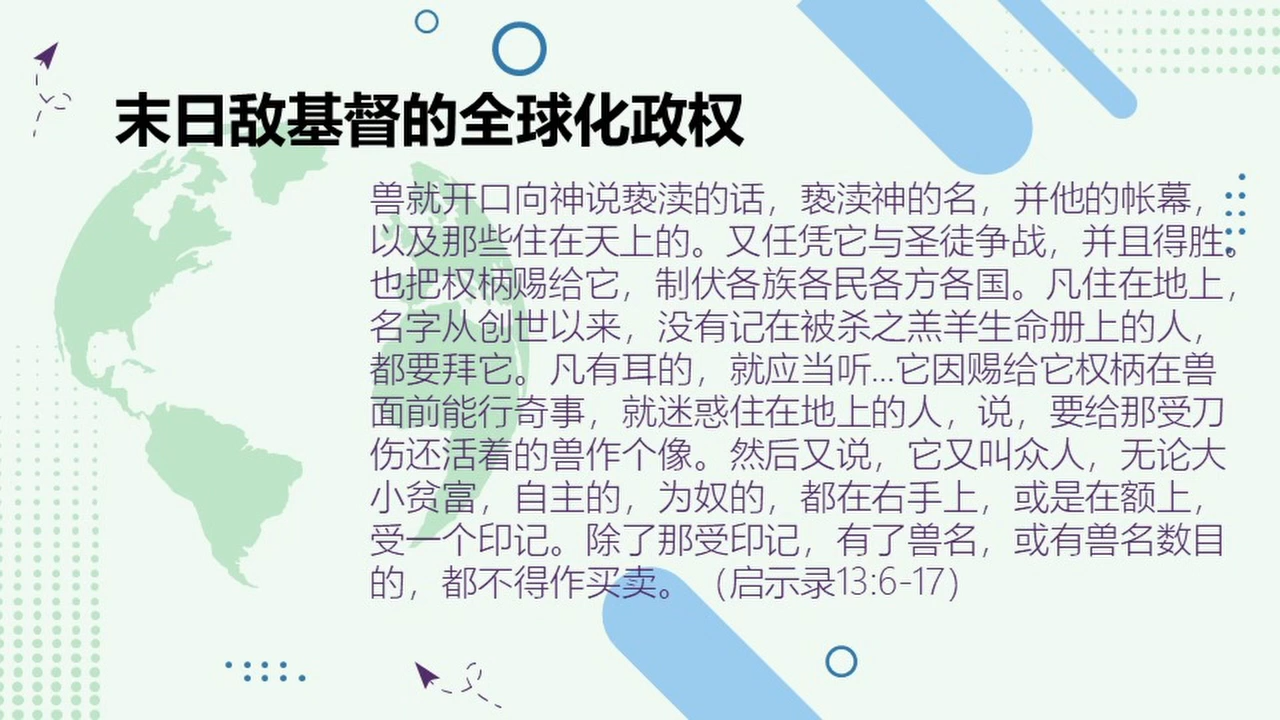 末日敌基督的全球化政权
兽就开口向神说亵渎的话，亵渎神的名，并他的帐幕，
以及那些住在天上的。又任凭它与圣徒争战，并且得胜。
也把权柄赐给它，制伏各族各民各方各国。凡住在地上，
名字从创世以来，没有记在被杀之羔羊生命册上的人，
都要拜它。凡有耳的，就应当听...它因赐给它权柄在兽
面前能行奇事，就迷惑住在地上的人，说，要给那受刀
伤还活着的兽作个像。然后又说，它又叫众人，无论大
小贫富，自主的，为奴的，都在右手上，或是在额上，
受一个印记。除了那受印记，有了兽名，或有兽名数目
的，都不得作买卖。（启示录13:6-17）